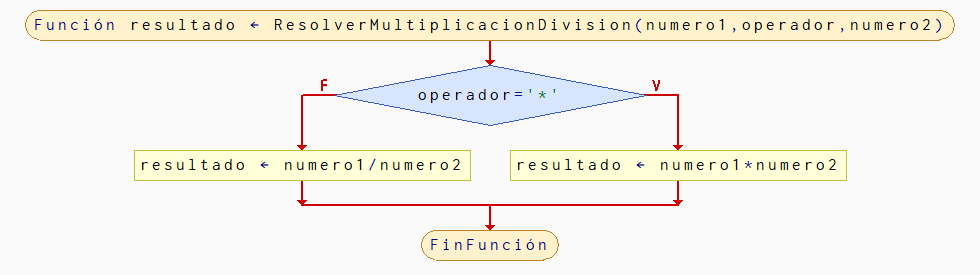 Función resultado ← ResolverMultiplicacionDivision(numero1,operador,numero2)
F
V
operador='*'
resultado ← numero1/numero2
resultado ← numero1*numero2
FinFunción